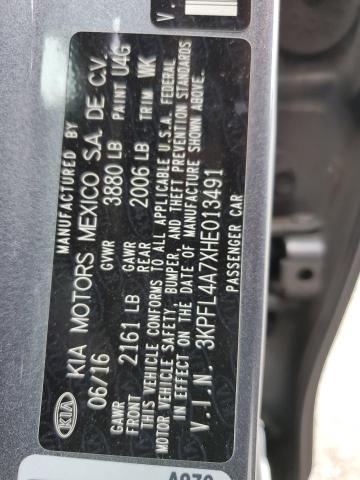 KIA
MANUFACTURED BY
KIA MOTORS MEXICO S.A. DE C.V.
06/16 GVWR 3880 LB PAINT U4G
GAWR FRONT 2161 LB GAWR REAR 2006 LB TRIM WK
THIS VEHICLE CONFORMS TO ALL APPLICABLE U.S.A. FEDERAL
MOTOR VEHICLE SAFETY, BUMPER, AND THEFT PREVENTION STANDARDS
IN EFFECT ON THE DATE OF MANUFACTURE SHOWN ABOVE.
V.I N. 3KPFL4A7XHE013491
PASSENGER CAR